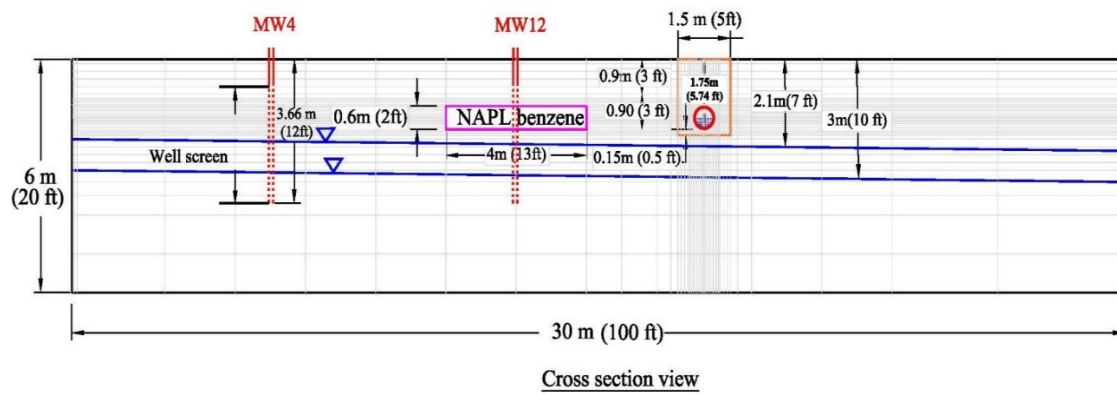 MW4
MW12
1.5 m (5ft)
0.9m (3 ft)
1.75m
(5.74 ft)
3.66 m
(12ft)
0.6m (2ft)
NAPL benzene
0.90 (3 ft)
2.1m(7 ft)
3m(10 ft)
Well screen
4m (13ft)
0.15m (0.5 ft)
6 m
(20 ft)
30 m (100 ft)
Cross section view